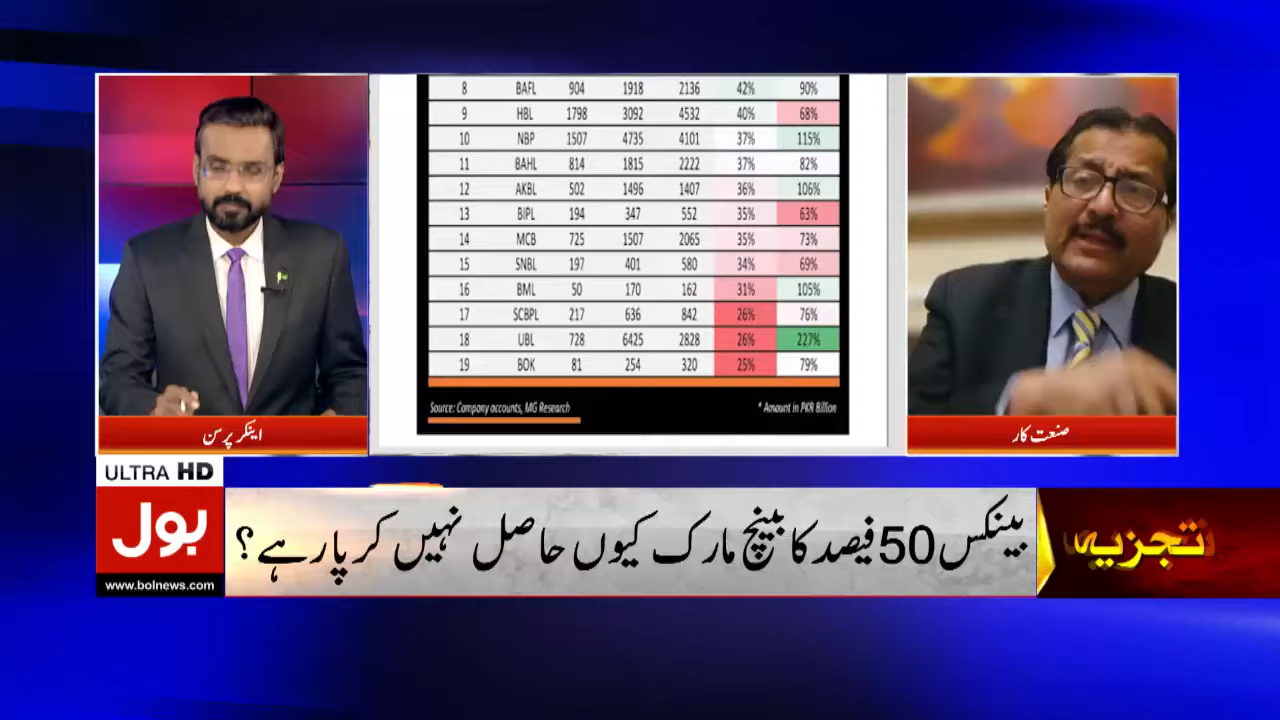 8 BAFL 904 1918 2136 42% 90%
9 HBL 1798 3092 4532 40% 68%
10 NBP 1507 4735 4101 37% 115%
11 BAHL 814 1815 2222 37% 82%
12 AKBL 502 1496 1407 36% 106%
13 BIPL 194 347 552 35% 63%
14 MCB 725 1507 2065 35% 73%
15 SNBL 197 401 580 34% 69%
16 BML 50 170 162 31% 105%
17 SCBPL 217 636 842 26% 76%
18 UBL 728 6425 2828 26% 227%
19 BOK 81 254 320 25% 79%
Source: Company accounts, MG Research
* Amount in PKR Billion
اینکر پرسن
صنعت کار
ULTRA HD
بول
www.bolnews.com
بینکس 50 فیصد کا بینچ مارک کیوں حاصل نہیں کر پا رہے؟
تجزیہ